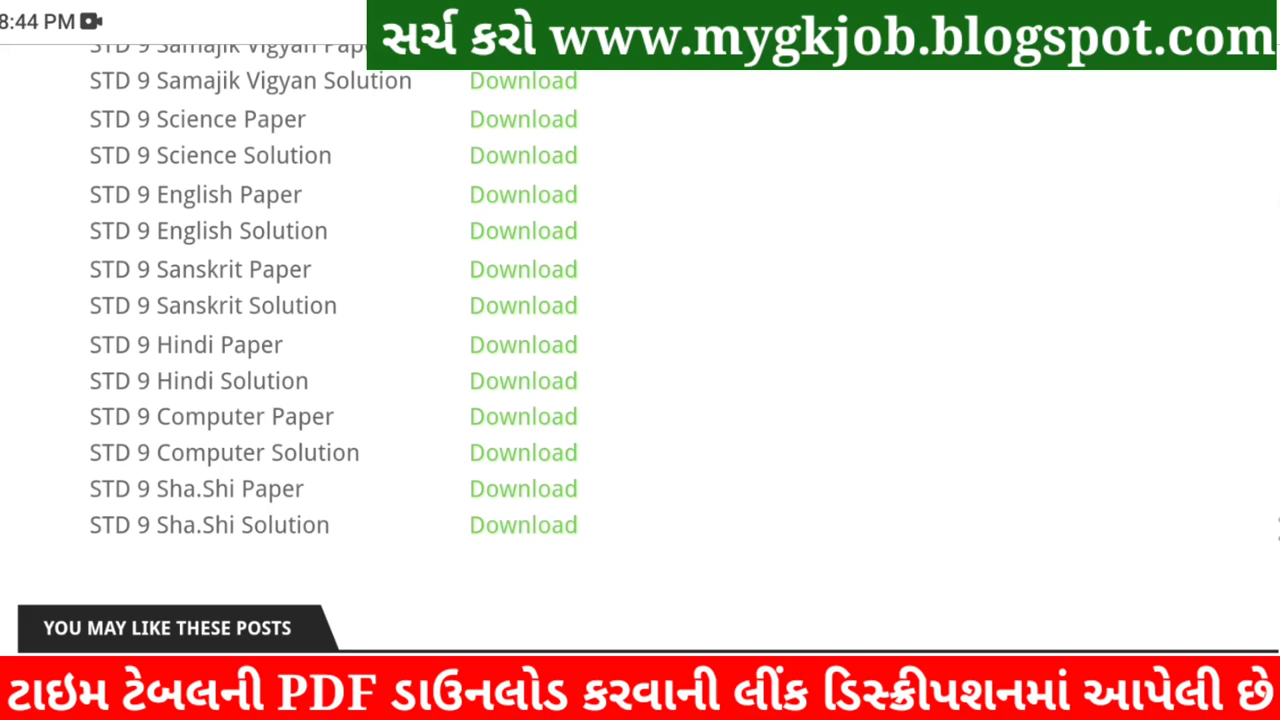 8:44 PM
સર્ચ કરો www.mygkjob.blogspot.com
STD 9 Samajik Vigyan
STD 9 Samajik Vigyan Solution Download
STD 9 Science Paper Download
STD 9 Science Solution Download
STD 9 English Paper Download
STD 9 English Solution Download
STD 9 Sanskrit Paper Download
STD 9 Sanskrit Solution Download
STD 9 Hindi Paper Download
STD 9 Hindi Solution Download
STD 9 Computer Paper Download
STD 9 Computer Solution Download
STD 9 Sha.Shi Paper Download
STD 9 Sha.Shi Solution Download
YOU MAY LIKE THESE POSTS
ટાઇમ ટેબલની PDF ડાઉનલોડ કરવાની લીંક ડિસ્ક્રીપશનમાં આપેલી છે